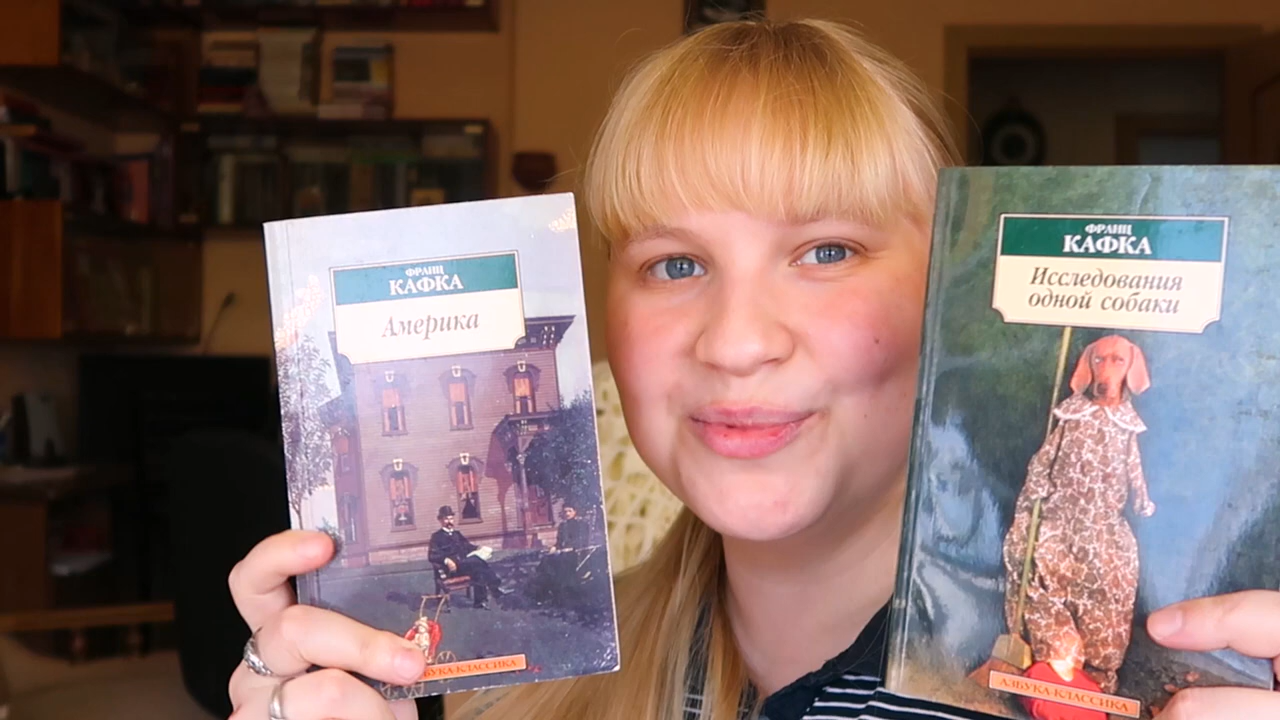 ФРАНЦ
КАФКА
Америка
АЗБУКА-КЛАССИКА
ФРАНЦ
КАФКА
Исследования
одной собаки
АЗБУКА-КЛАССИКА